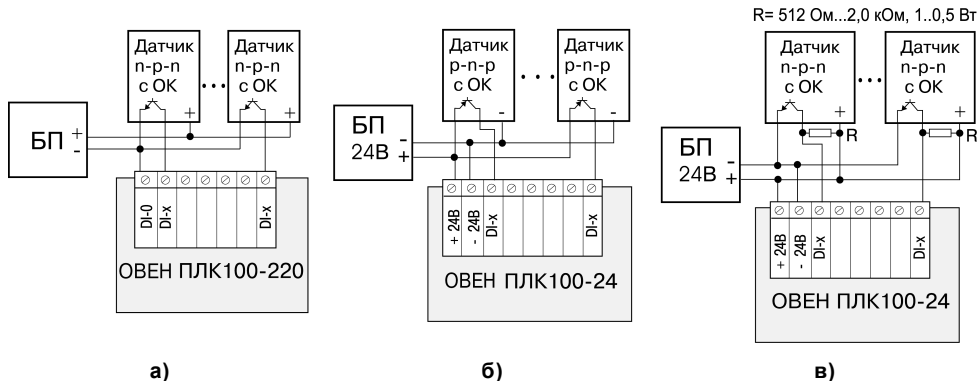 R= 512 Ом...2,0 кОм, 1..0,5 Вт
Датчик
n-p-n
с ОК
...
Датчик
n-p-n
с ОК
+
+
БП
+
-
DI-0
DI-x
DI-x
ОВЕН ПЛК100-220
а)
Датчик
p-n-p
с ОК
...
Датчик
p-n-p
с ОК
-
-
БП
24В
-
+
+ 24В
- 24В
DI-x
DI-x
ОВЕН ПЛК100-24
б)
Датчик
n-p-n
с ОК
...
Датчик
n-p-n
с ОК
+
+
R
R
БП
24В
-
+
+ 24В
- 24В
DI-x
DI-x
ОВЕН ПЛК100-24
в)